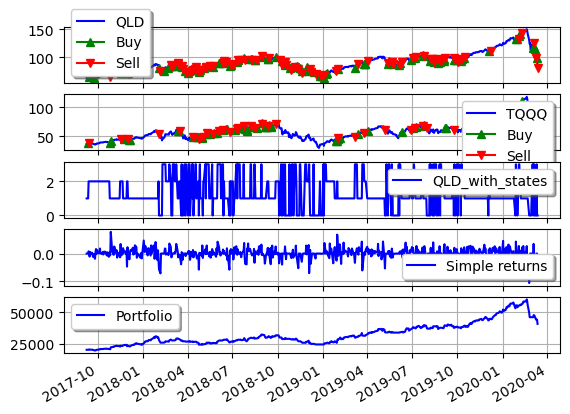 QLD
Buy
Sell
150
100
TQQQ
Buy
Sell
100
50
QLD_with_states
2
0
Simple returns
0.0
−0.1
Portfolio
50000
25000
2017-10
2018-01
2018-04
2018-07
2018-10
2019-01
2019-04
2019-07
2019-10
2020-01
2020-04